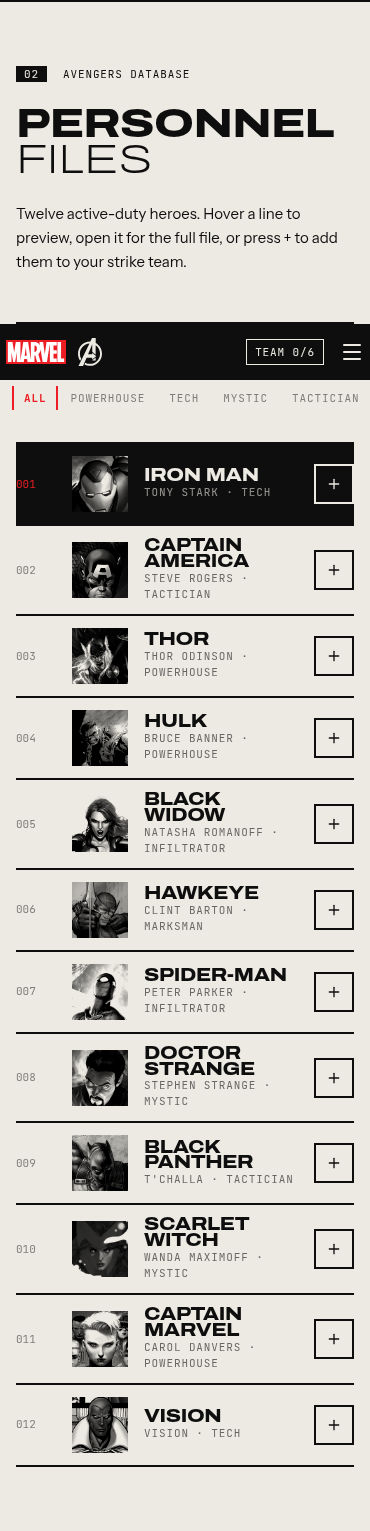 02 AVENGERS DATABASE
PERSONNEL
FILES
Twelve active-duty heroes. Hover a line to
preview, open it for the full file, or press + to add
them to your strike team.
MARVEL A TEAM 0/6
ALL POWERHOUSE TECH MYSTIC TACTICIAN
001 IRON MAN +
TONY STARK · TECH
002 CAPTAIN
AMERICA +
STEVE ROGERS ·
TACTICIAN
003 THOR +
THOR ODINSON ·
POWERHOUSE
004 HULK +
BRUCE BANNER ·
POWERHOUSE
005 BLACK
WIDOW +
NATASHA ROMANOFF ·
INFILTRATOR
006 HAWKEYE +
CLINT BARTON ·
MARKSMAN
007 SPIDER-MAN +
PETER PARKER ·
INFILTRATOR
008 DOCTOR
STRANGE +
STEPHEN STRANGE ·
MYSTIC
009 BLACK
PANTHER +
T'CHALLA · TACTICIAN
010 SCARLET
WITCH +
WANDA MAXIMOFF ·
MYSTIC
011 CAPTAIN
MARVEL +
CAROL DANVERS ·
POWERHOUSE
012 VISION +
VISION · TECH